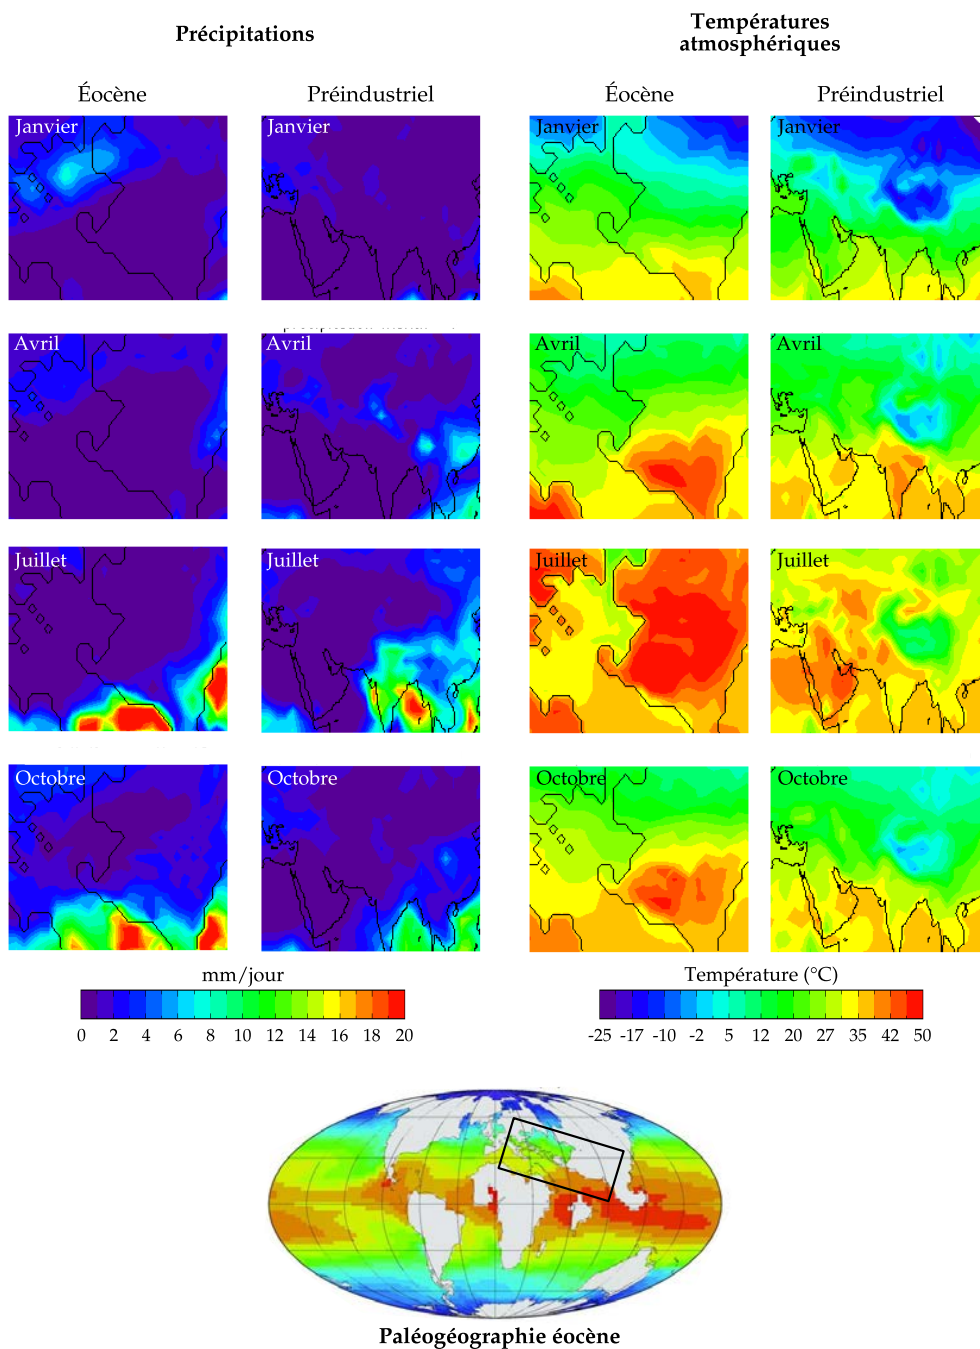 Précipitations
Températures
atmosphériques
Éocène
Préindustriel
Éocène
Préindustriel
Janvier
Janvier
Janvier
Janvier
Avril
Avril
Avril
Avril
Juillet
Juillet
Juillet
Juillet
Octobre
Octobre
Octobre
Octobre
mm/jour
0 2 4 6 8 10 12 14 16 18 20
Température (°C)
-25 -17 -10 -2 5 12 20 27 35 42 50
Paléogéographie éocène